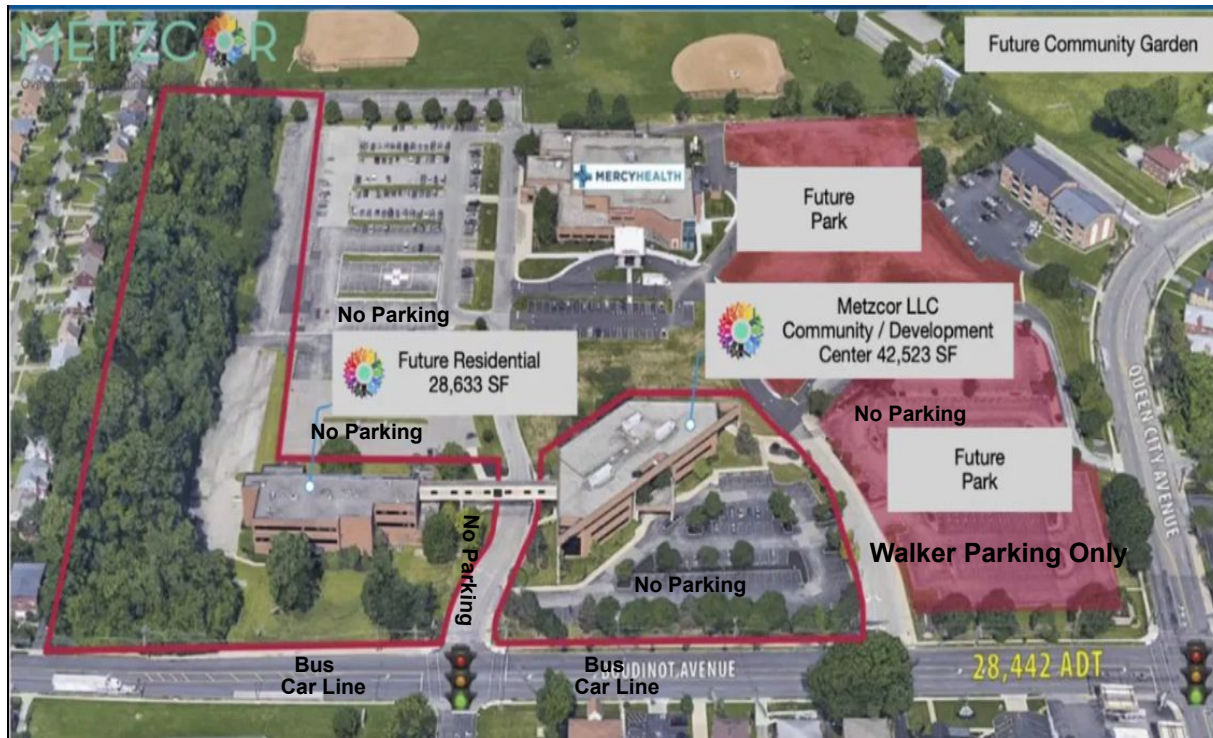 METZCOR
Future Community Garden
MERCYHEALTH
Future
Park
Metzcor LLC
Community / Development
Center 42,523 SF
No Parking
Future Residential
28,633 SF
No Parking
No Parking
Future
Park
No Parking
Walker Parking Only
No Parking
QUEEN CITY AVENUE
Bus
Car Line
Bus
Car Line
BOUDINOT AVENUE
28,442 ADT